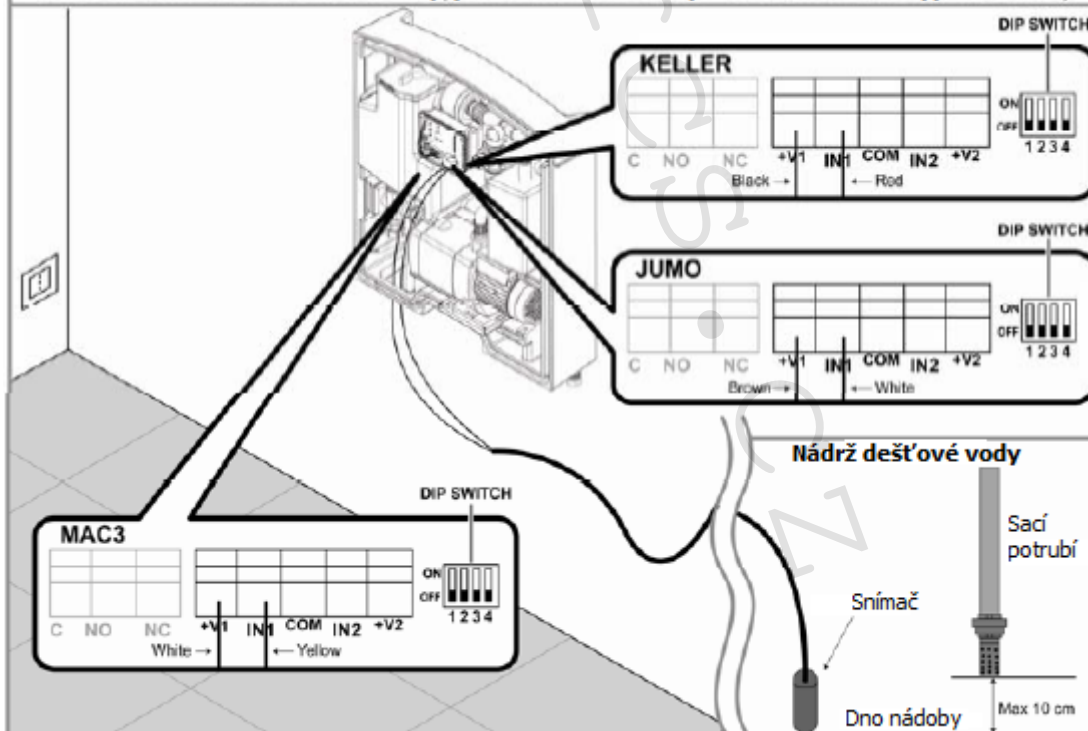 DIP SWITCH
KELLER
ON
OFF
1 2 3 4
C NO NC +V1 IN1 COM IN2 +V2
Black → ← Red
DIP SWITCH
JUMO
ON
OFF
1 2 3 4
C NO NC +V1 IN1 COM IN2 +V2
Brown → ← White
DIP SWITCH
MAC3
ON
OFF
1 2 3 4
C NO NC +V1 IN1 COM IN2 +V2
White → ← Yellow
Nádrž dešťové vody
Sací
potrubí
Snímač
Dno nádoby
Max 10 cm